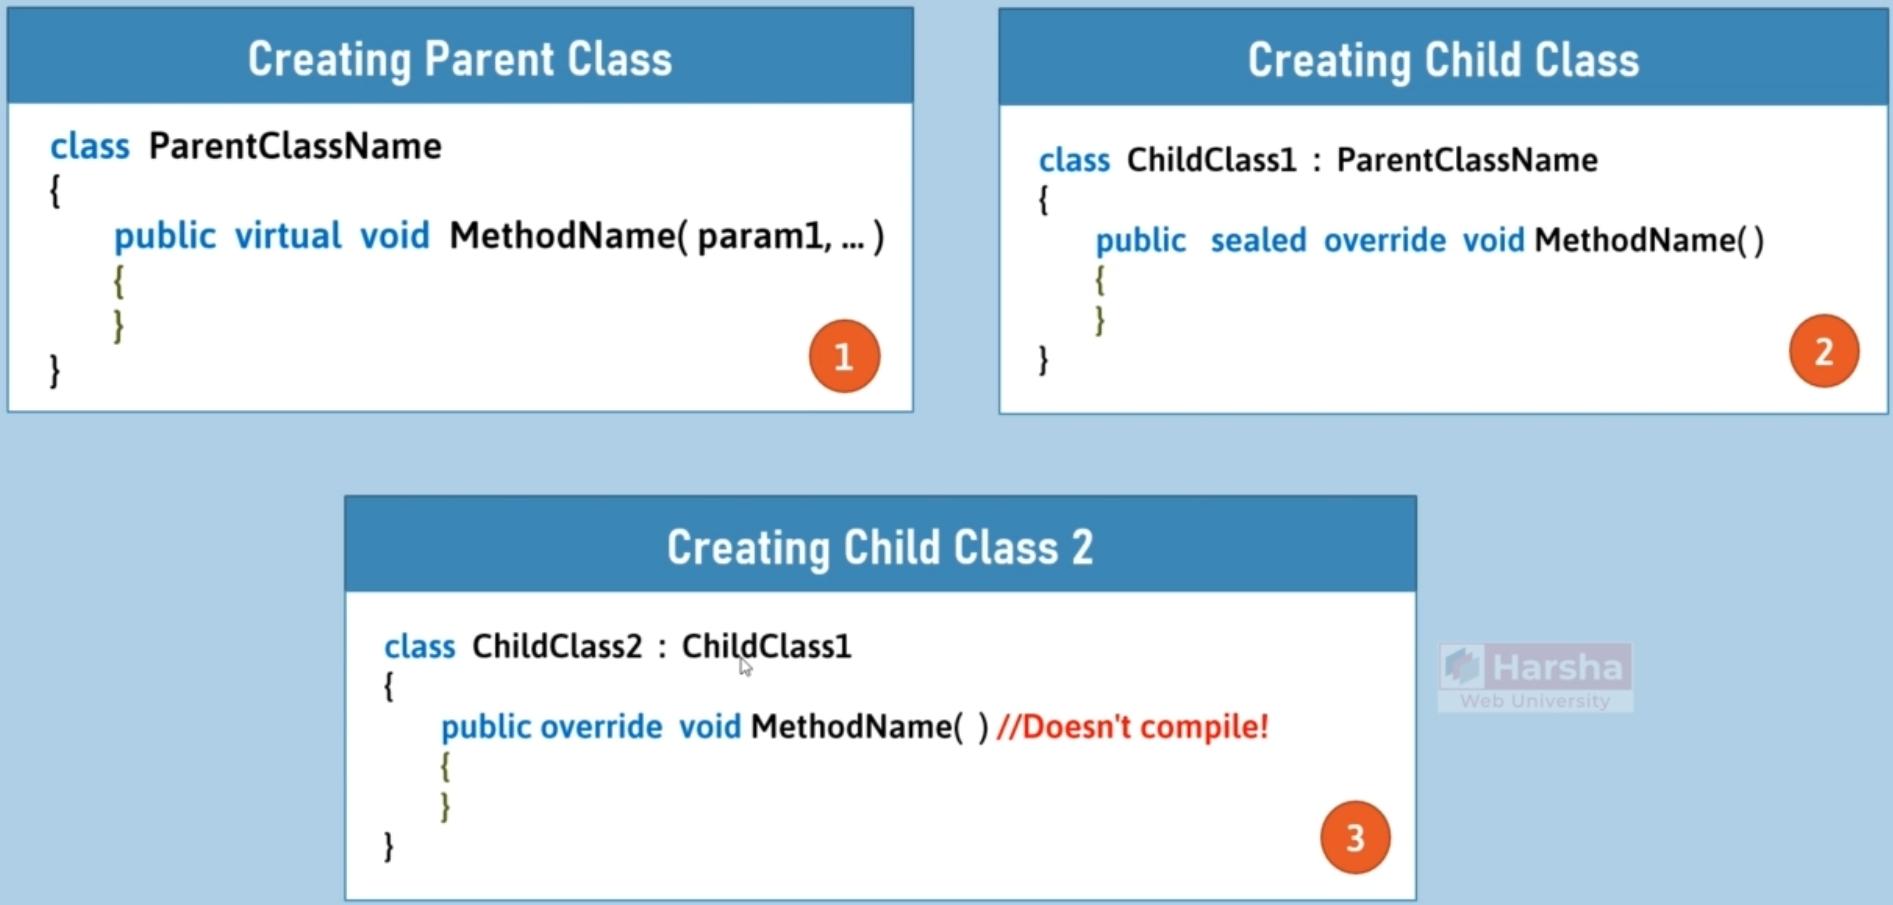 Creating Parent Class
class ParentClassName
{
public virtual void MethodName( param1, ... )
{
}
}
1
Creating Child Class
class ChildClass1 : ParentClassName
{
public sealed override void MethodName( )
{
}
}
2
Creating Child Class 2
class ChildClass2 : ChildClass1
{
public override void MethodName( ) //Doesn't compile!
{
}
}
3
Harsha
Web University